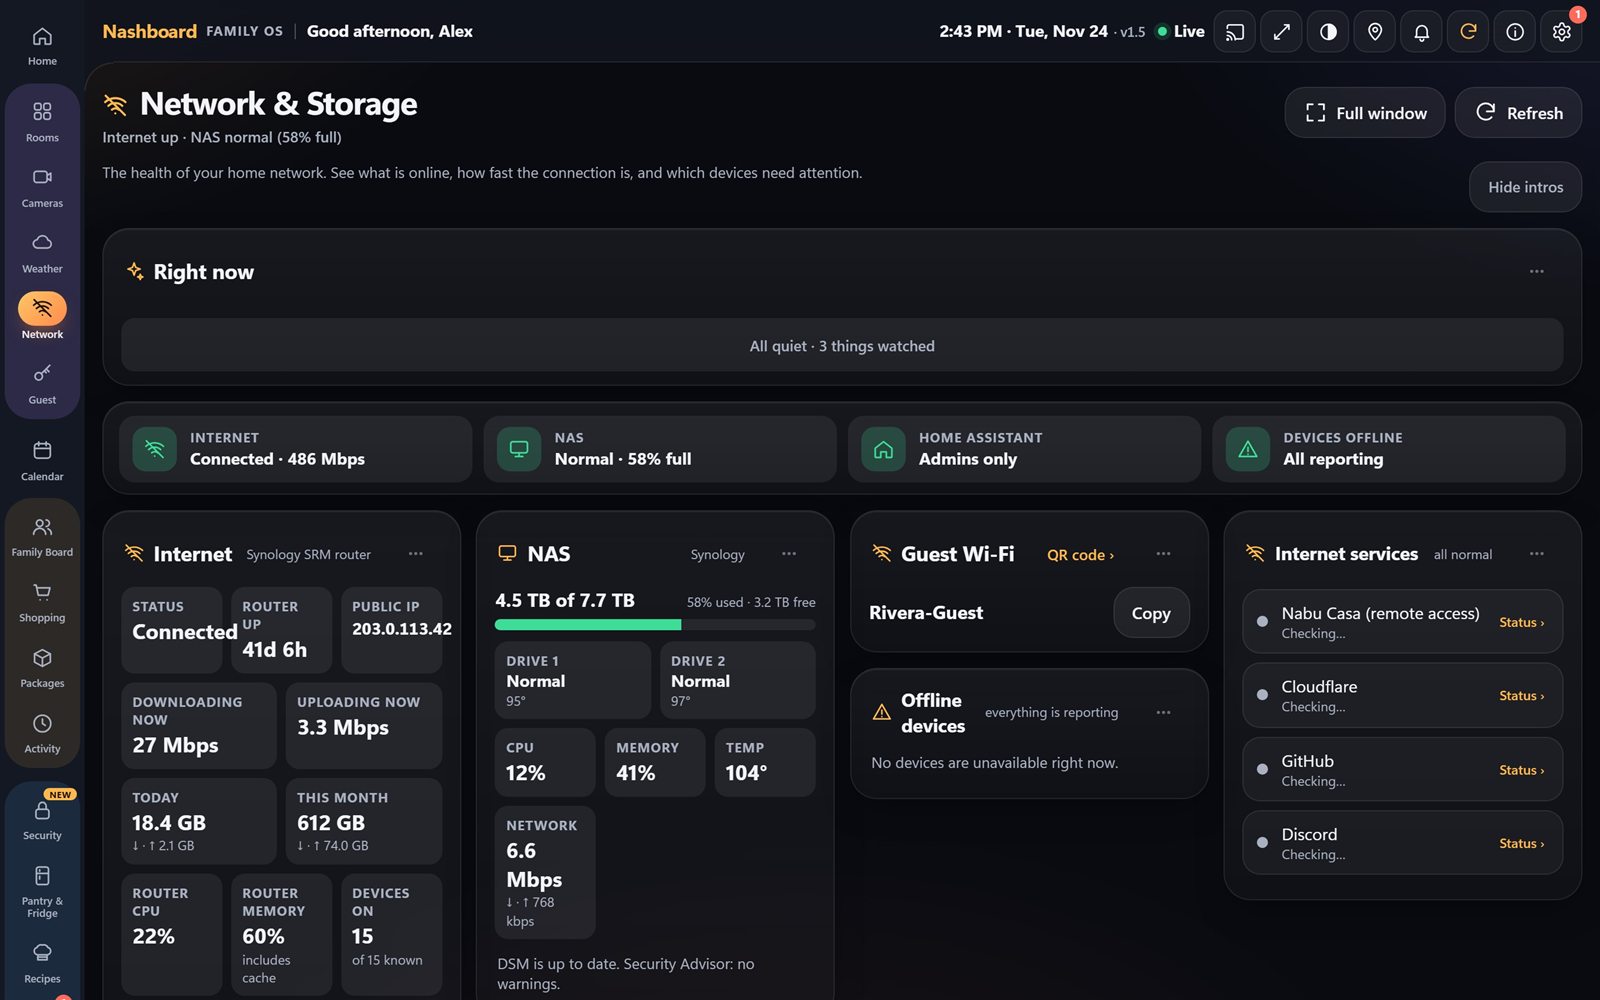 Nashboard FAMILY OS Good afternoon, Alex
2:43 PM · Tue, Nov 24 · v1.5 Live
1
Home
Rooms
Cameras
Weather
Network
Guest
Calendar
Family Board
Shopping
Packages
Activity
NEW
Security
Pantry &
Fridge
Recipes
Network & Storage
Internet up · NAS normal (58% full)
The health of your home network. See what is online, how fast the connection is, and which devices need attention.
Full window
Refresh
Hide intros
Right now
All quiet · 3 things watched
INTERNET
Connected · 486 Mbps
NAS
Normal · 58% full
HOME ASSISTANT
Admins only
DEVICES OFFLINE
All reporting
Internet Synology SRM router
STATUS
Connected
ROUTER
UP
41d 6h
PUBLIC IP
203.0.113.42
DOWNLOADING
NOW
27 Mbps
UPLOADING NOW
3.3 Mbps
TODAY
18.4 GB
↓ · ↑ 2.1 GB
THIS MONTH
612 GB
↓ · ↑ 74.0 GB
ROUTER
CPU
22%
ROUTER
MEMORY
60%
includes
cache
DEVICES
ON
15
of 15 known
NAS Synology
4.5 TB of 7.7 TB 58% used · 3.2 TB free
DRIVE 1
Normal
95°
DRIVE 2
Normal
97°
CPU
12%
MEMORY
41%
TEMP
104°
NETWORK
6.6
Mbps
↓ · ↑ 768
kbps
DSM is up to date. Security Advisor: no
warnings.
Guest Wi-Fi QR code ›
Rivera-Guest Copy
Offline
devices
everything is reporting
No devices are unavailable right now.
Internet services all normal
Nabu Casa (remote access)
Checking...
Status ›
Cloudflare
Checking...
Status ›
GitHub
Checking...
Status ›
Discord
Checking...
Status ›